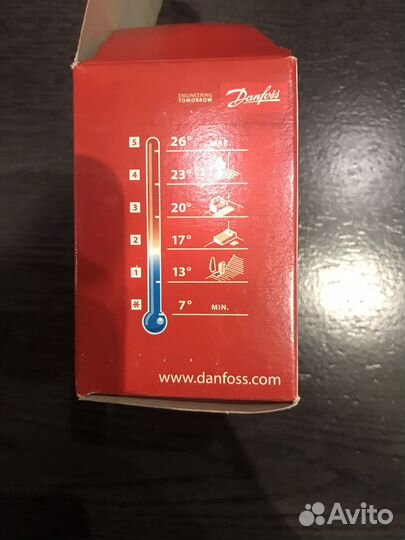 ENGINEERING
TOMORROW
Danfoss
5 26° MAX.
4 23°
3 20°
2 17°
1 13°
* 7° MIN.
www.danfoss.com
Avito